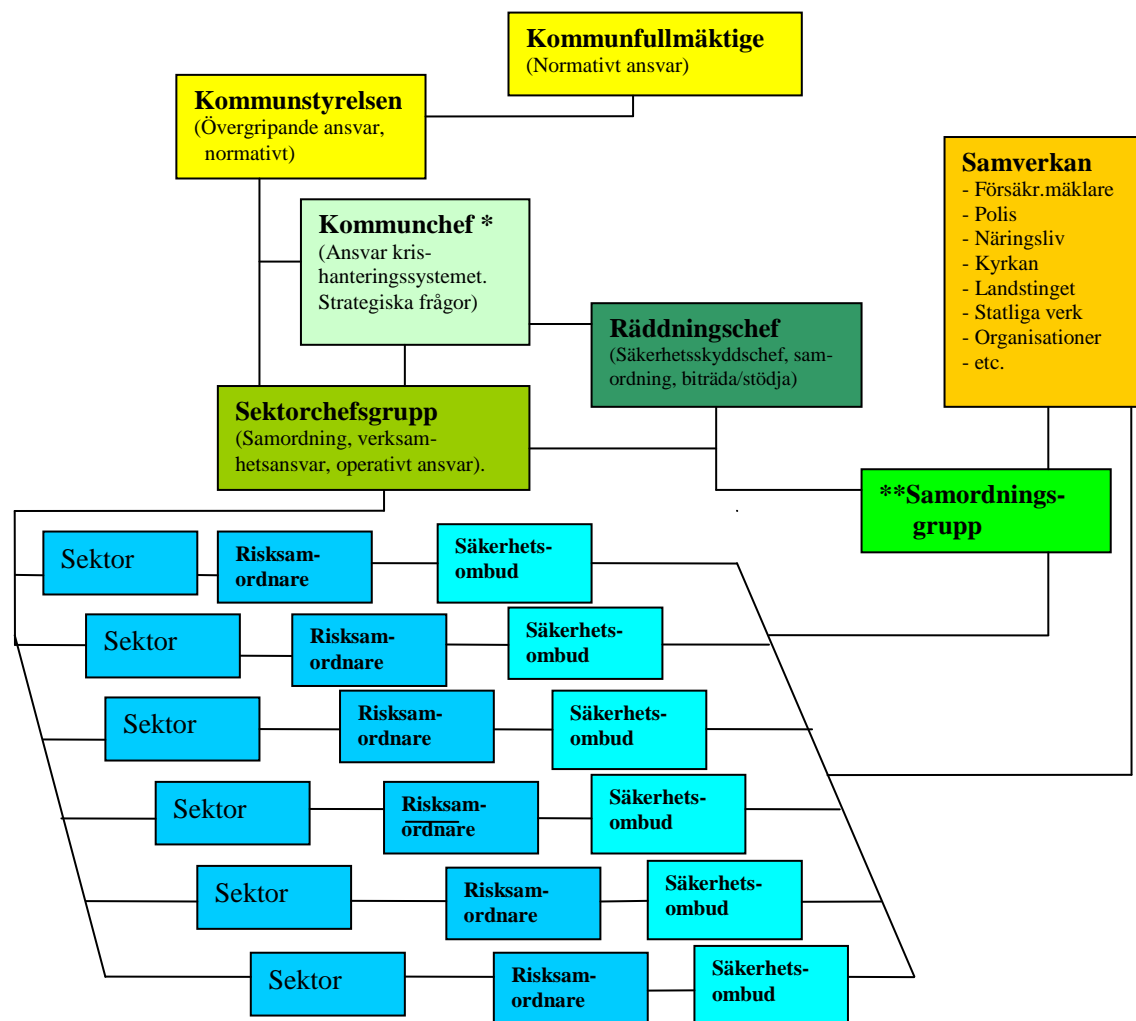 Kommunfullmäktige
(Normativt ansvar)
Kommunstyrelsen
(Övergripande ansvar,
normativt)
Samverkan
- Försäkr.mäklare
- Polis
- Näringsliv
- Kyrkan
- Landstinget
- Statliga verk
- Organisationer
- etc.
Kommunchef *
(Ansvar kris-
hanteringssystemet.
Strategiska frågor)
Räddningschef
(Säkerhetsskyddschef, sam-
ordning, biträda/stödja)
Sektorchefsgrupp
(Samordning, verksam-
hetsansvar, operativt ansvar).
**Samordnings-
grupp
Sektor
Risksam-
ordnare
Säkerhets-
ombud
Sektor
Risksam-
ordnare
Säkerhets-
ombud
Sektor
Risksam-
ordnare
Säkerhets-
ombud
Sektor
Risksam-
ordnare
Säkerhets-
ombud
Sektor
Risksam-
ordnare
Säkerhets-
ombud
Sektor
Risksam-
ordnare
Säkerhets-
ombud